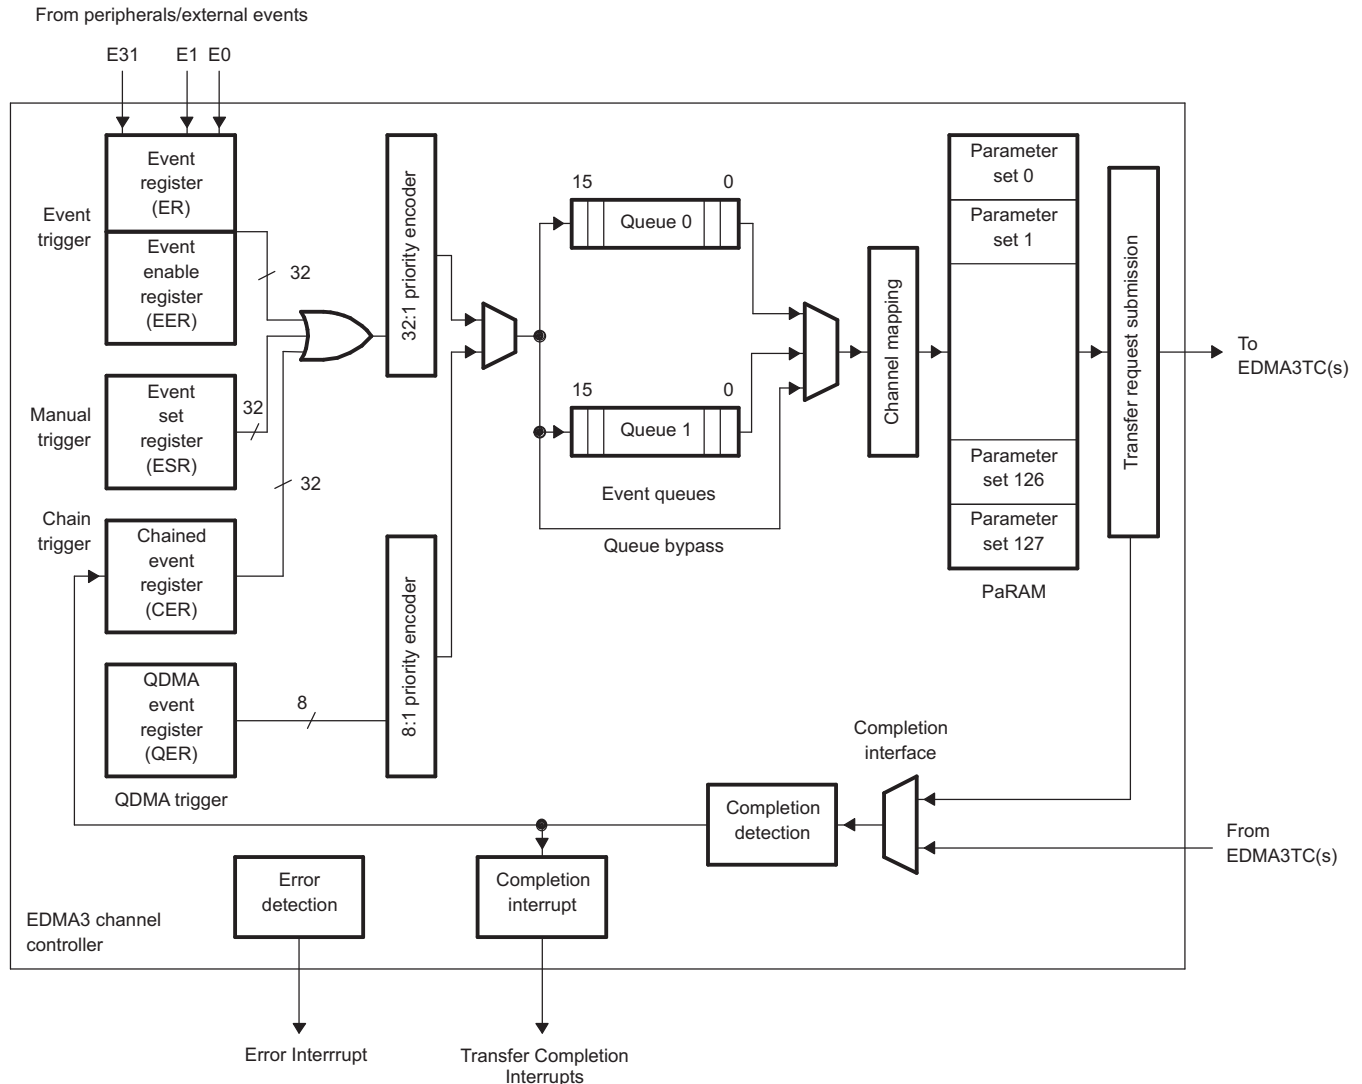 From peripherals/external events
E31
E1
E0
Event
register
(ER)
Event
trigger
Event
enable
register
(EER)
32
Manual
trigger
Event
set
register
(ESR)
32
32
Chain
trigger
Chained
event
register
(CER)
QDMA
event
register
(QER)
8
QDMA trigger
32:1 priority encoder
8:1 priority encoder
15
0
Queue 0
15
0
Queue 1
Event queues
Queue bypass
Channel mapping
Parameter
set 0
Parameter
set 1
Parameter
set 126
Parameter
set 127
PaRAM
Transfer request submission
To
EDMA3TC(s)
Completion
interface
Completion
detection
From
EDMA3TC(s)
Error
detection
Completion
interrupt
EDMA3 channel
controller
Error Interrrupt
Transfer Completion
Interrupts